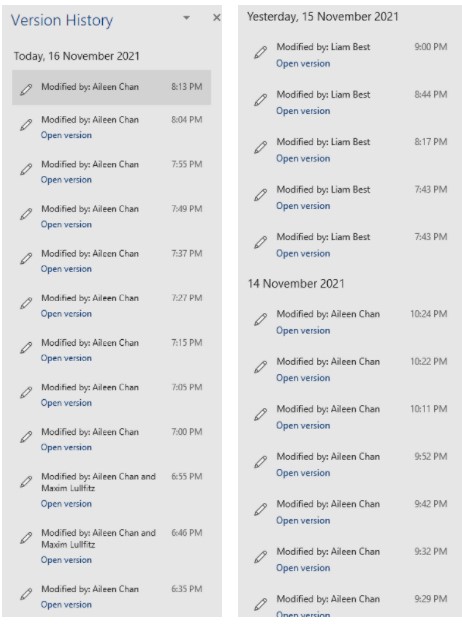 Version History
Today, 16 November 2021
Modified by: Aileen Chan 8:13 PM
Modified by: Aileen Chan 8:04 PM
Open version
Modified by: Aileen Chan 7:55 PM
Open version
Modified by: Aileen Chan 7:49 PM
Open version
Modified by: Aileen Chan 7:37 PM
Open version
Modified by: Aileen Chan 7:27 PM
Open version
Modified by: Aileen Chan 7:15 PM
Open version
Modified by: Aileen Chan 7:05 PM
Open version
Modified by: Aileen Chan 7:00 PM
Open version
Modified by: Aileen Chan and 6:55 PM
Maxim Lullfitz
Open version
Modified by: Aileen Chan and 6:46 PM
Maxim Lullfitz
Open version
Modified by: Aileen Chan 6:35 PM
Open version
Yesterday, 15 November 2021
Modified by: Liam Best 9:00 PM
Open version
Modified by: Liam Best 8:44 PM
Open version
Modified by: Liam Best 8:17 PM
Open version
Modified by: Liam Best 7:43 PM
Open version
Modified by: Liam Best 7:43 PM
Open version
14 November 2021
Modified by: Aileen Chan 10:24 PM
Open version
Modified by: Aileen Chan 10:22 PM
Open version
Modified by: Aileen Chan 10:11 PM
Open version
Modified by: Aileen Chan 9:52 PM
Open version
Modified by: Aileen Chan 9:42 PM
Open version
Modified by: Aileen Chan 9:32 PM
Open version
Modified by: Aileen Chan 9:29 PM
Open version